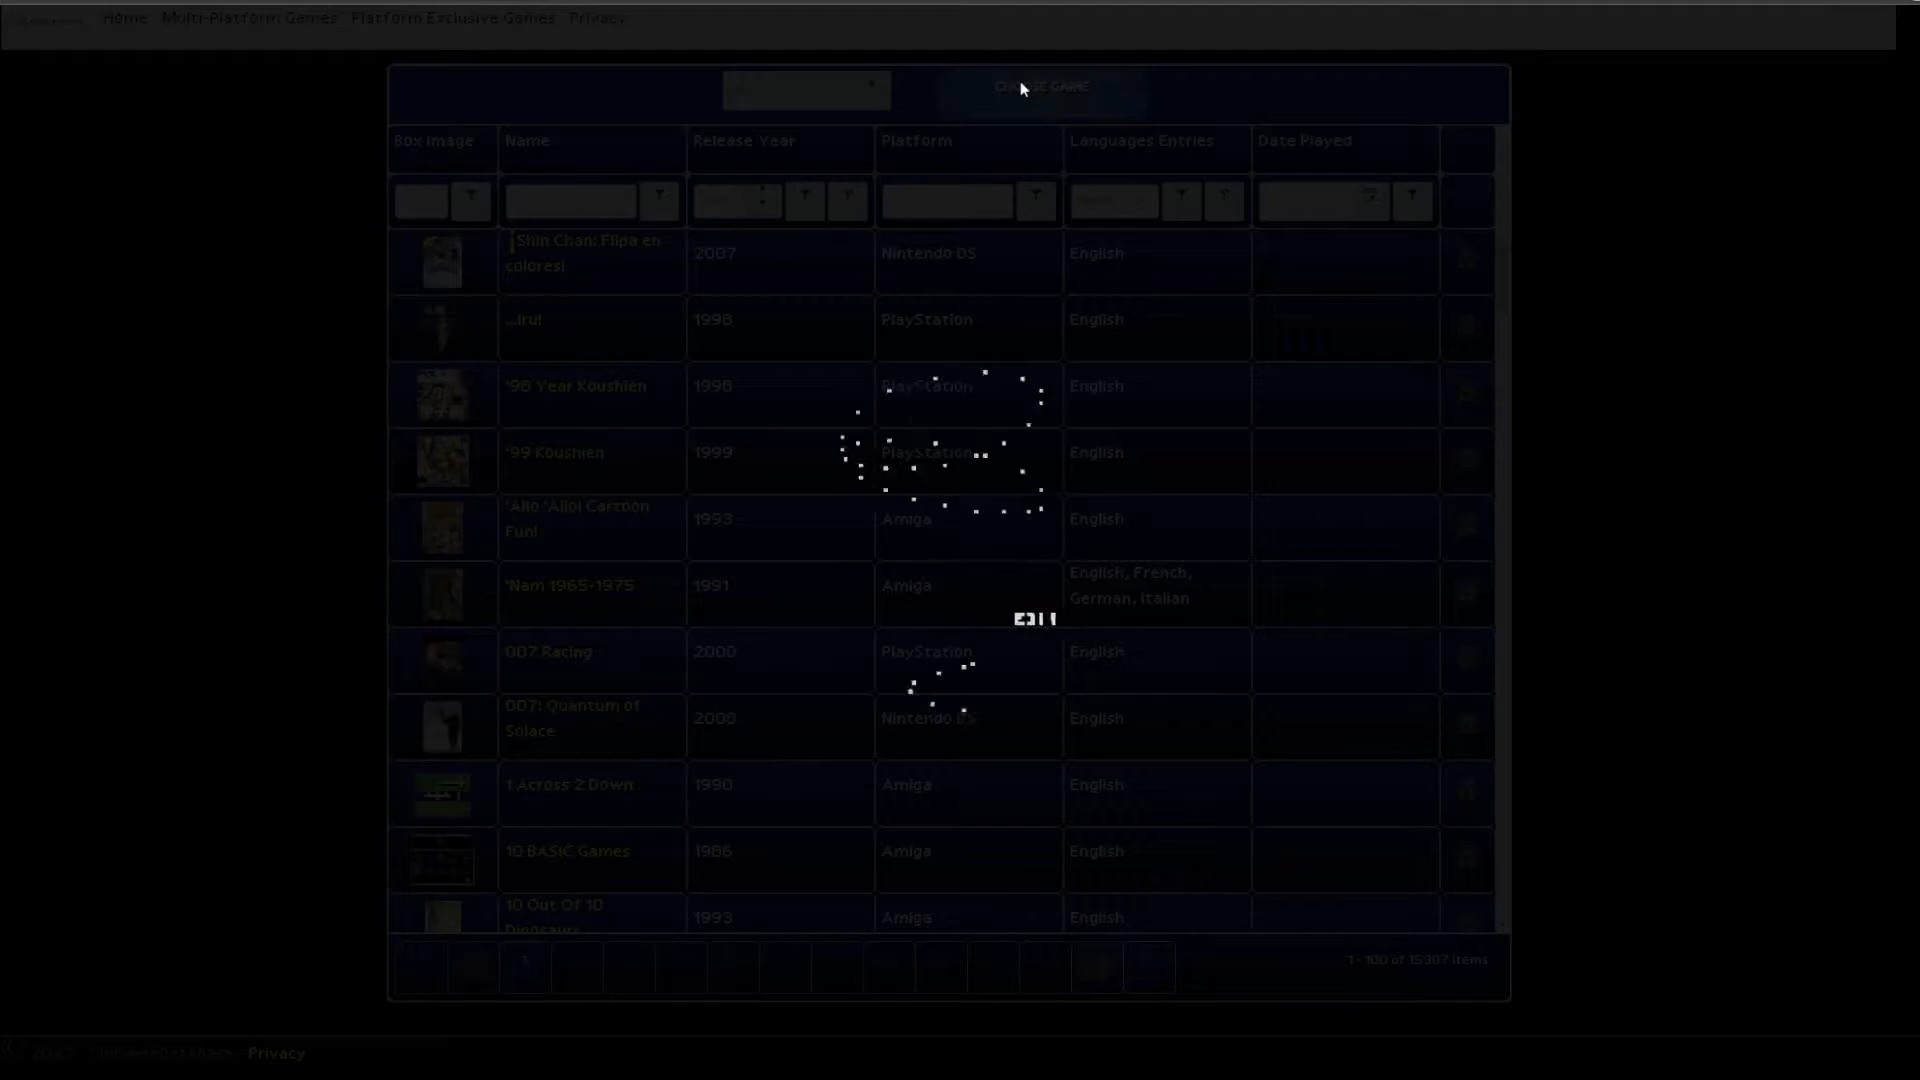 Home Multi-Platform Games Platform Exclusive Games Privacy
CHOOSE GAME
Box Image Name Release Year Platform Languages Entries Date Played
¡Shin Chan: Flipa en colores! 2007 Nintendo DS English
...Iru! 1998 PlayStation English
'98 Year Koushien 1998 PlayStation English
'99 Koushien 1999 PlayStation English
'Allo 'Allo! Cartoon Fun! 1993 Amiga English
'Nam 1965-1975 1991 Amiga English, French, German, Italian
007 Racing 2000 PlayStation English
007: Quantum of Solace 2008 Nintendo DS English
1 Across 2 Down 1990 Amiga English
10 BASIC Games 1986 Amiga English
10 Out Of 10 Dinosaurs 1993 Amiga English
1 1 - 100 of 15907 items
Privacy